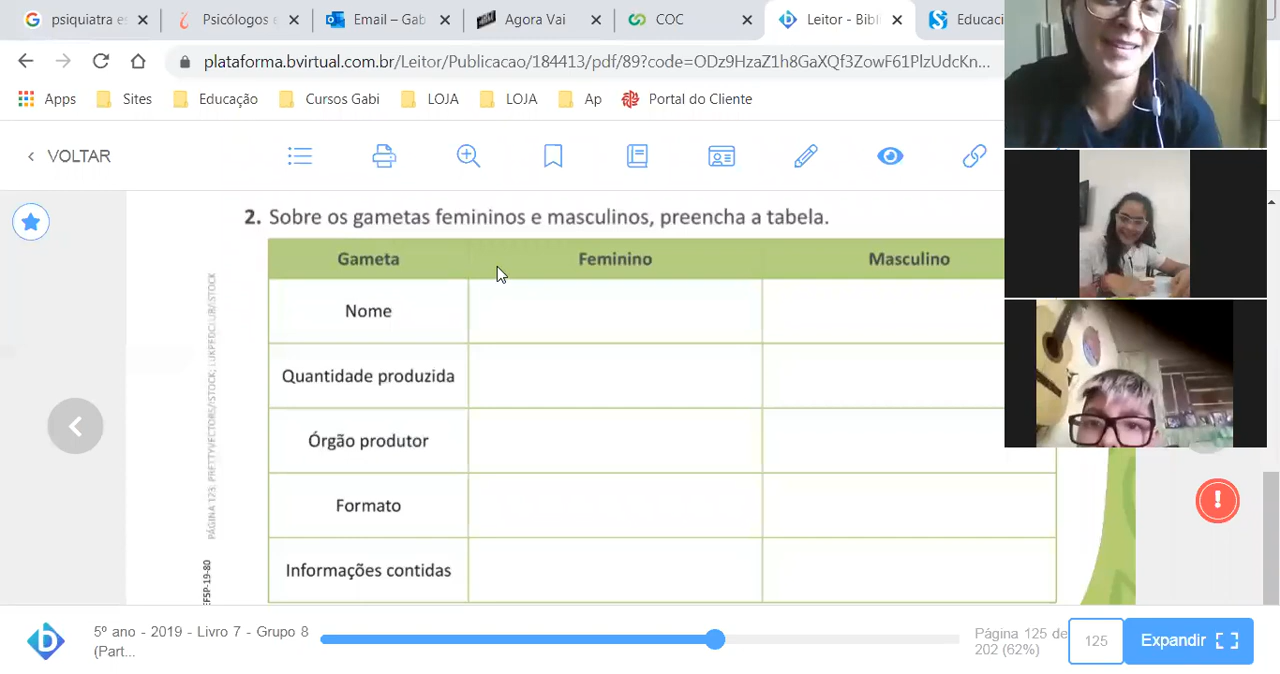 psiquiatra es
Psicólogos e
Email – Gab
Agora Vai
COC
Leitor - Bibl
Educaci
plataforma.bvirtual.com.br/Leitor/Publicacao/184413/pdf/89?code=ODz9HzaZ1h8GaXQf3ZowF61PlzUdcKn...
Apps
Sites
Educação
Cursos Gabi
LOJA
LOJA
Ap
Portal do Cliente
VOLTAR
2. Sobre os gametas femininos e masculinos, preencha a tabela.
Gameta Feminino Masculino
Nome
Quantidade produzida
Órgão produtor
Formato
Informações contidas
EF5P-19-80
5º ano - 2019 - Livro 7 - Grupo 8
(Part...
Página 125 de
202 (62%)
125
Expandir